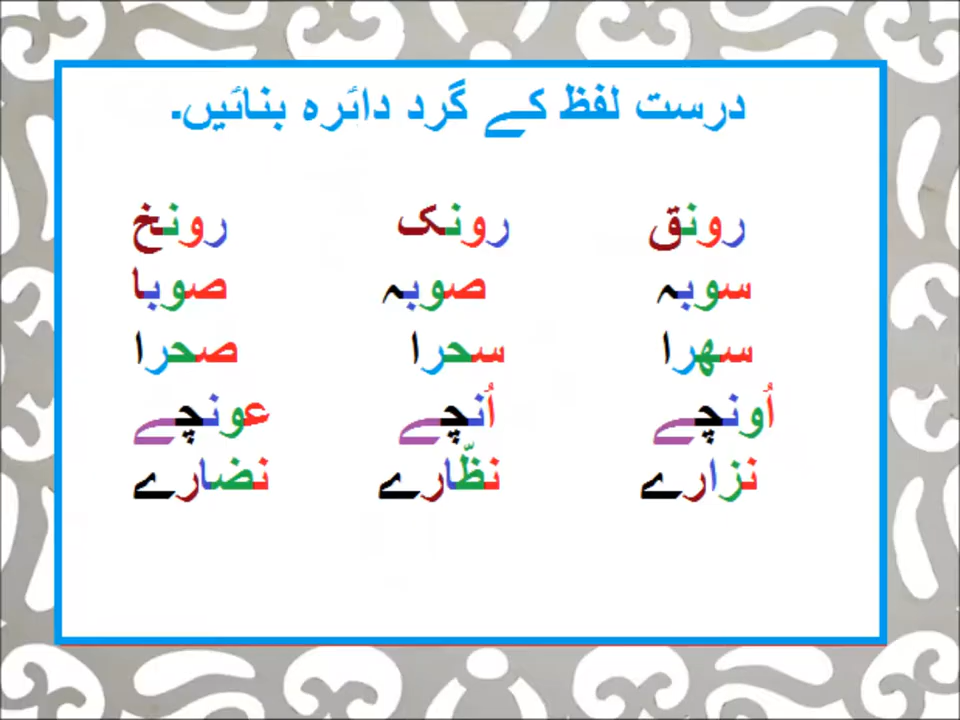 درست لفظ کے گرد دائرہ بنائیں۔
رونق رونک رونخ
سوبہ صوبہ صوبا
سھرا سحرا صحرا
اُونچے اُنچے عونچے
نزارے نظّارے نضارے